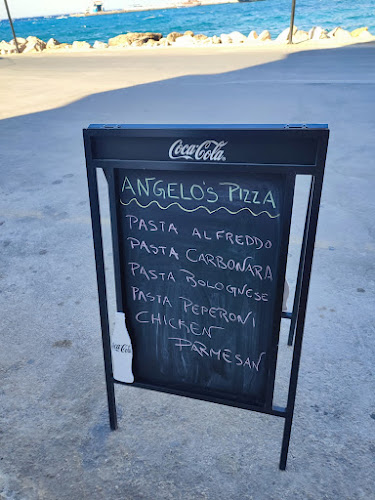 Coca-Cola
ANGELO'S PIZZA
PASTA ALFREDDO
PASTA CARBONARA
PASTA BOLOGNESE
PASTA PEPERONI
CHICKEN
PARMESAN
Coca-Cola